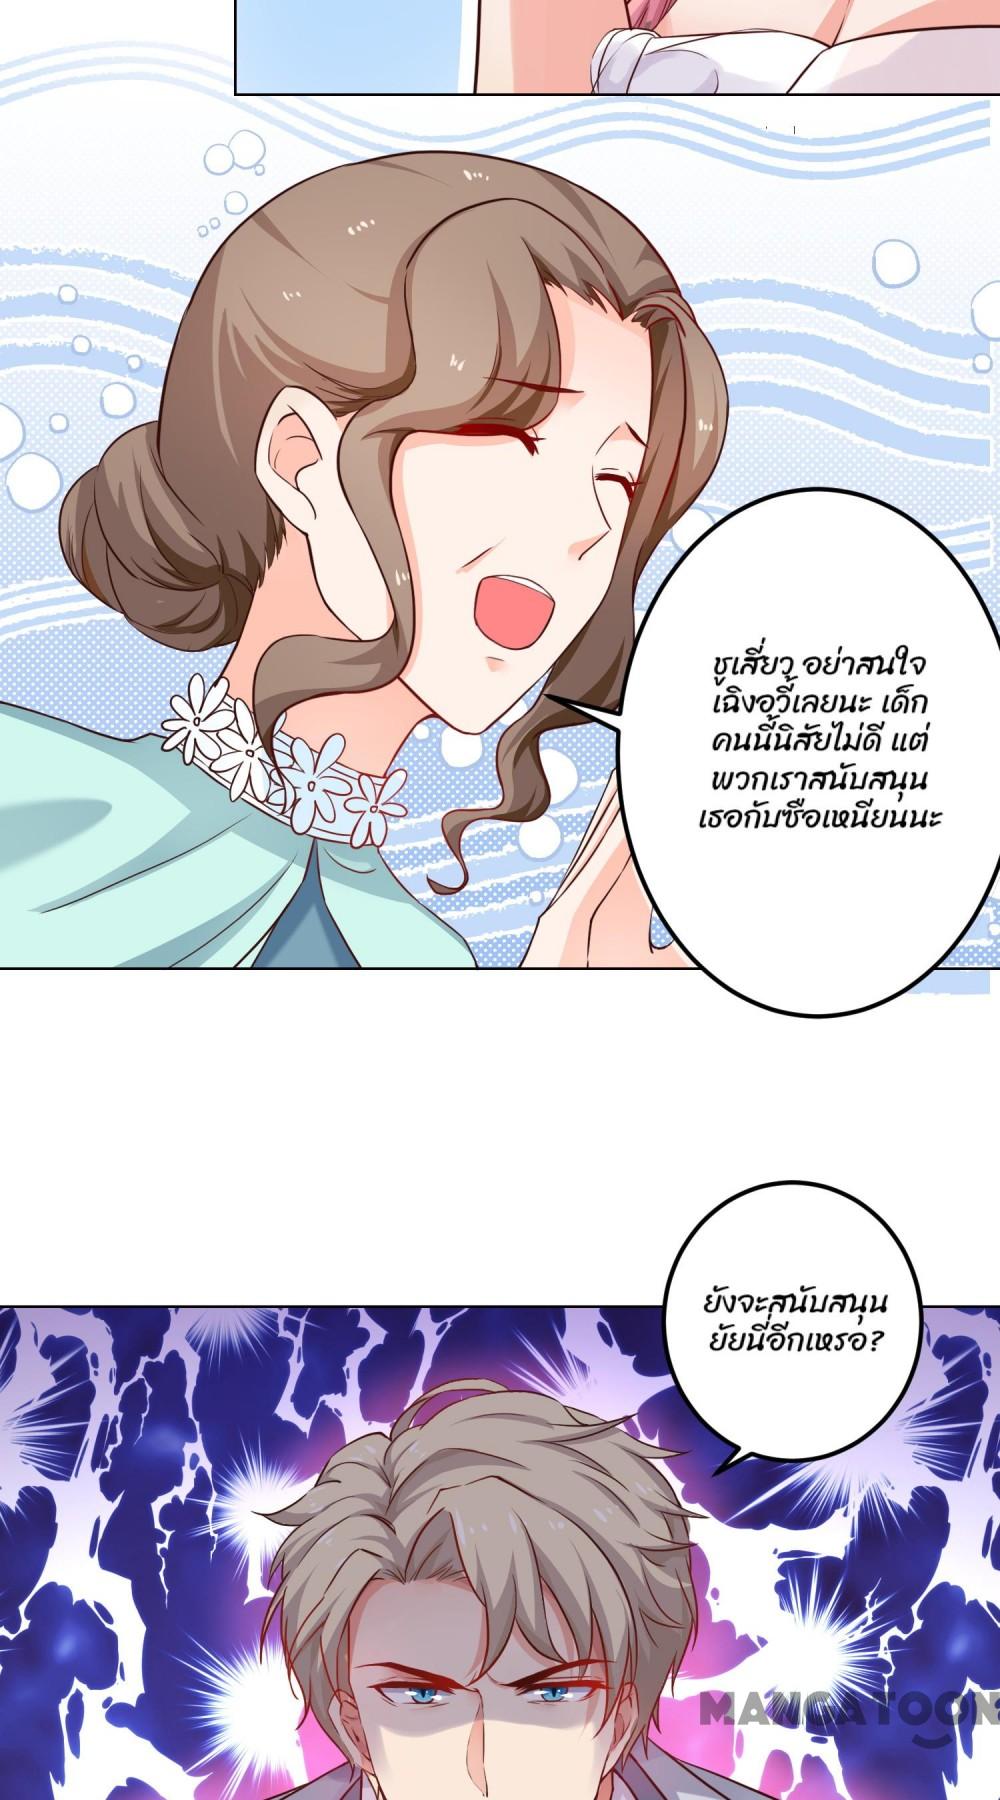 ชูเสี่ยว อย่าสนใจ
เฉิงอวี้เลยนะ เด็ก
คนนี้นิสัยไม่ดี แต่
พวกเราสนับสนุน
เธอกับซือเหนียนนะ
ยังจะสนับสนุน
ยัยนี่อีกเหรอ?
MANGATOON